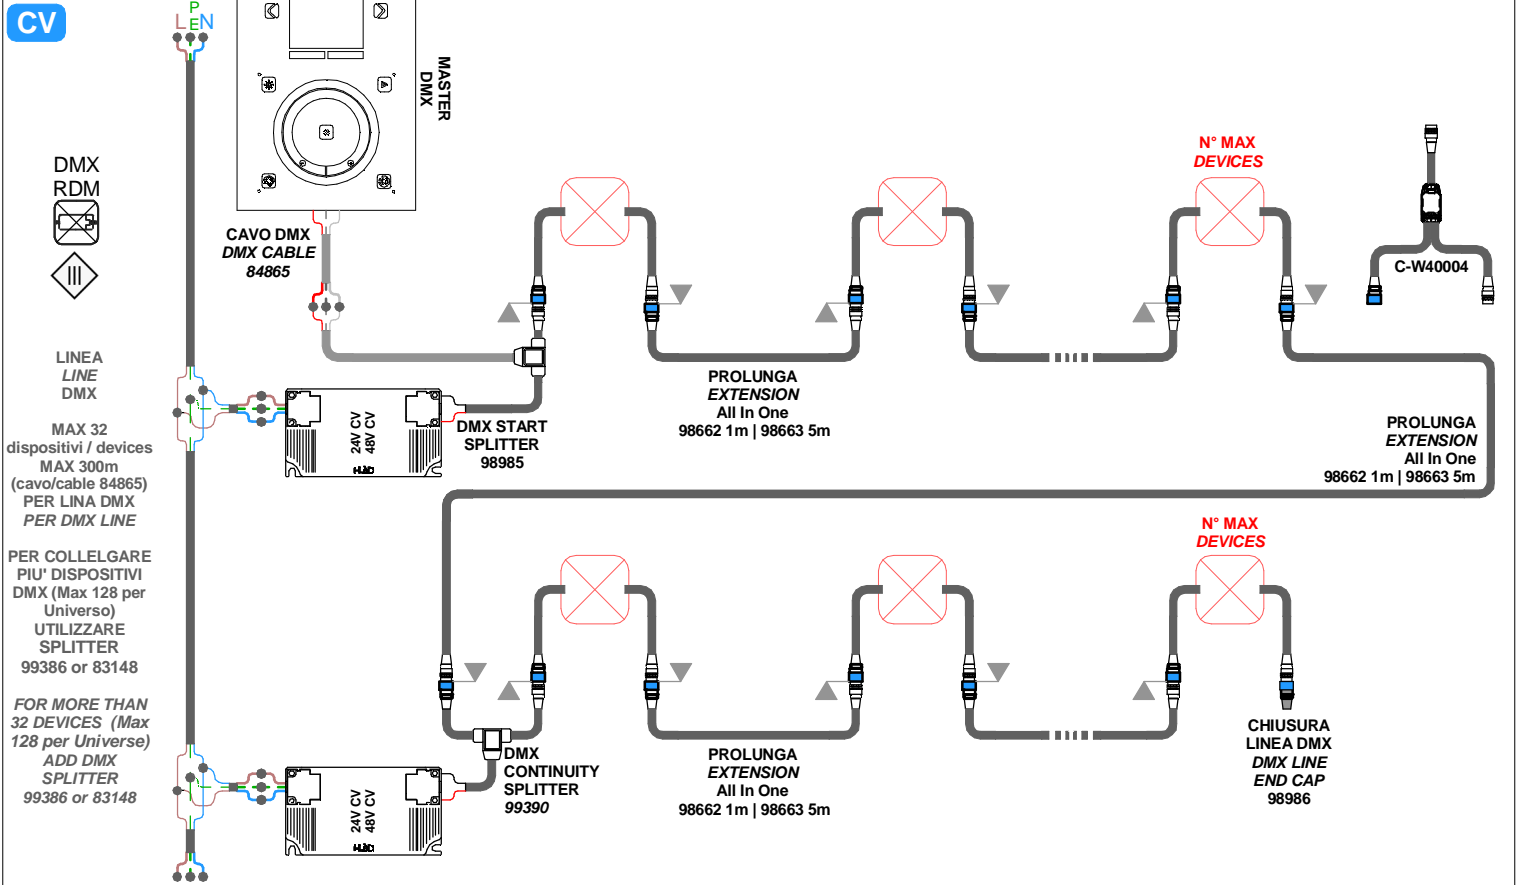 CV
L
P
E
N
DMX
RDM
III
MASTER
DMX
CAVO DMX
DMX CABLE
84865
N° MAX
DEVICES
C-W40004
LINEA
LINE
DMX
MAX 32
dispositivi / devices
MAX 300m
(cavo/cable 84865)
PER LINA DMX
PER DMX LINE
PER COLLELGARE
PIU' DISPOSITIVI
DMX (Max 128 per
Universo)
UTILIZZARE
SPLITTER
99386 or 83148
FOR MORE THAN
32 DEVICES (Max
128 per Universe)
ADD DMX
SPLITTER
99386 or 83148
24V CV
48V CV
DMX START
SPLITTER
98985
PROLUNGA
EXTENSION
All In One
98662 1m | 98663 5m
PROLUNGA
EXTENSION
All In One
98662 1m | 98663 5m
N° MAX
DEVICES
24V CV
48V CV
DMX
CONTINUITY
SPLITTER
99390
PROLUNGA
EXTENSION
All In One
98662 1m | 98663 5m
CHIUSURA
LINEA DMX
DMX LINE
END CAP
98986